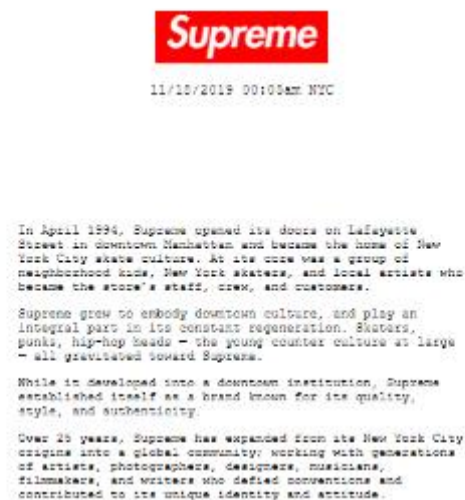 Supreme
NYC
In April 1994, Supreme opened its doors on Lafayette
Street in downtown Manhattan and became the home of New
York City skate culture. At its core was a group of
neighborhood kids, New York skaters, and local artists who
became the store's staff, crew, and customers.
Supreme grew to embody downtown culture, and play an
integral part in its constant regeneration. Skaters,
punks, hip-hop heads – the young counter culture at large
– all gravitated toward Supreme.
While it developed into a downtown institution, Supreme
established itself as a brand known for its quality,
style, and authenticity.
Over 25 years, Supreme has expanded from its New York City
origins into a global community; working with generations
of artists, photographers, designers, musicians,
filmmakers, and writers who defied conventions and
contributed to its unique identity and attitude.